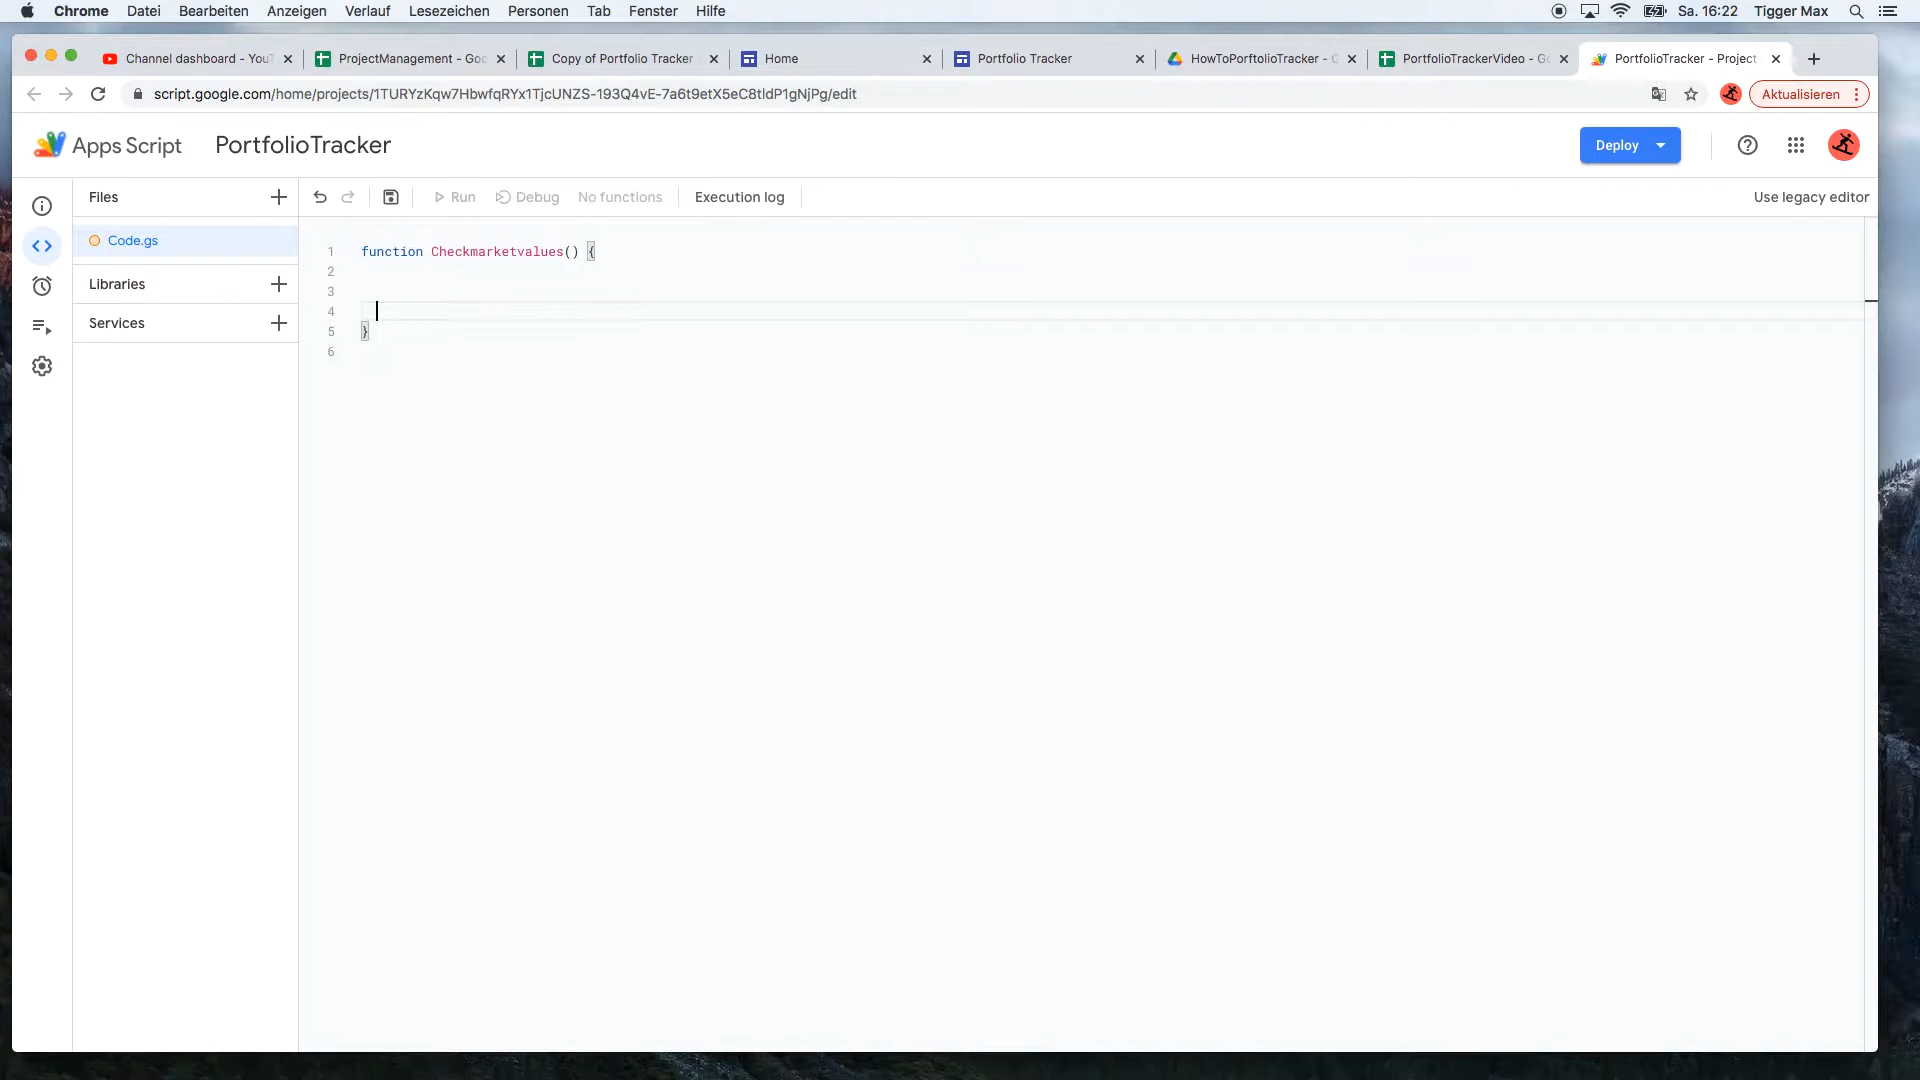 Chrome Datei Bearbeiten Anzeigen Verlauf Lesezeichen Personen Tab Fenster Hilfe Sa. 16:22 Tigger Max
Channel dashboard - YouT ProjectManagement - Goo Copy of Portfolio Tracker Home Portfolio Tracker HowToPorftolioTracker - G PortfolioTrackerVideo - Go PortfolioTracker - Project
script.google.com/home/projects/1TURYzKqw7HbwfqRYx1TjcUNZS-193Q4vE-7a6t9etX5eC8tldP1gNjPg/edit Aktualisieren
Apps Script PortfolioTracker Deploy
Files Run Debug No functions Execution log Use legacy editor
Code.gs
Libraries
Services
1 function Checkmarketvalues() {
2
3
4
5 }
6